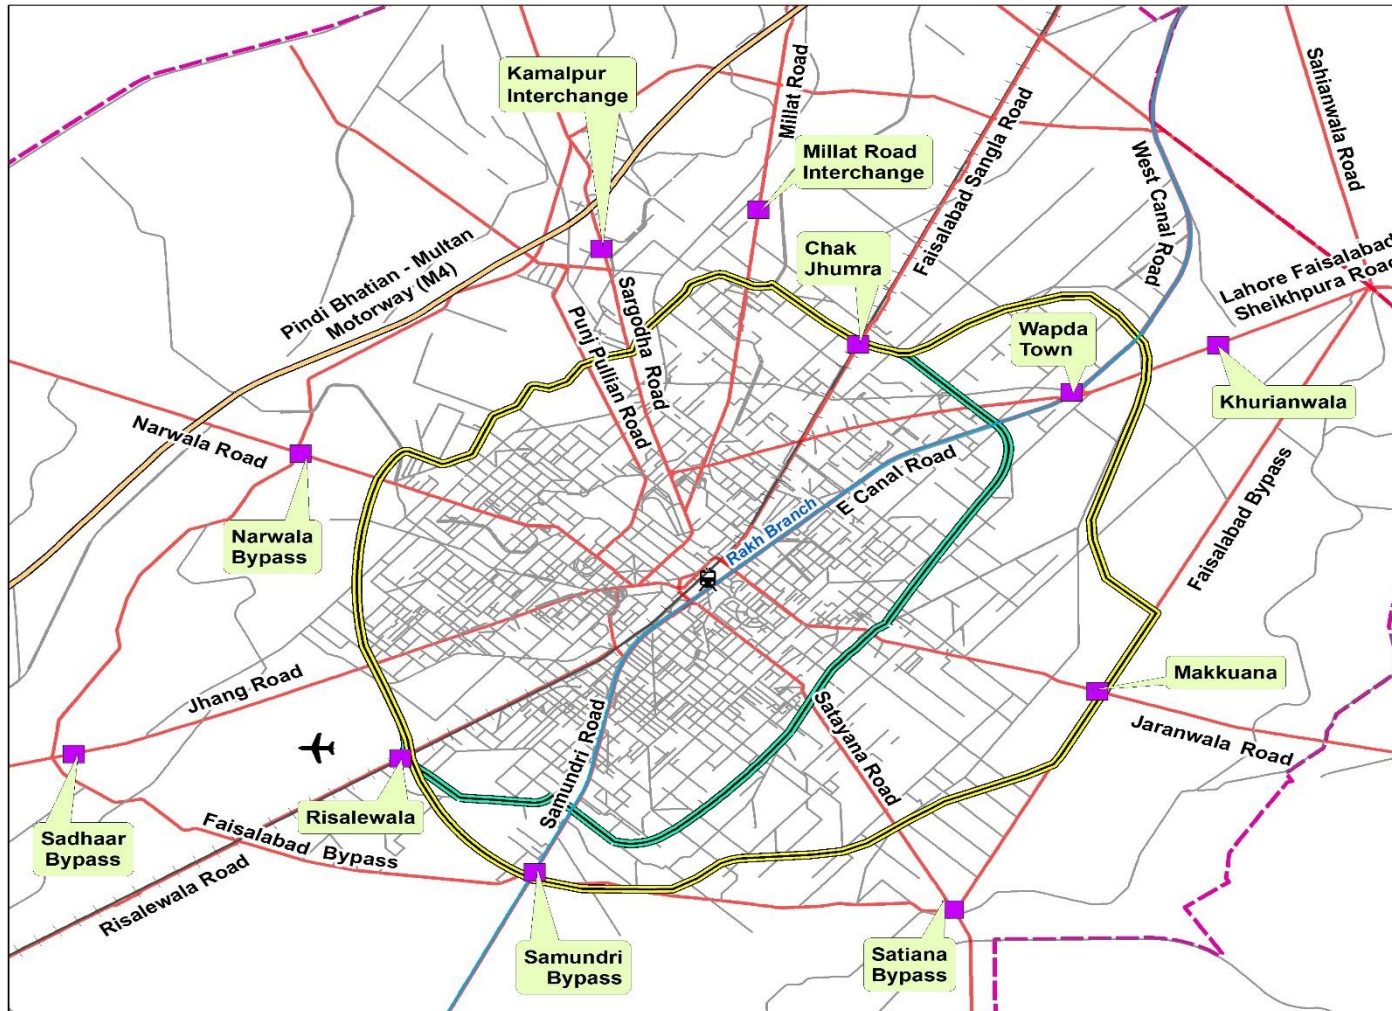 Kamalpur
Interchange
Millat Road
Sahianwala Road
Millat Road
Interchange
Faisalabad Sangla Road
West Canal Road
Chak
Jhumra
Lahore Faisalabad
Sheikhpura Road
Pindi Bhatian - Multan
Motorway (M4)
Sargodha Road
Punj Pullian Road
Wapda
Town
Khurianwala
Narwala Road
E Canal Road
Rakh Branch
Faisalabad Bypass
Narwala
Bypass
Jhang Road
Makkuana
Jaranwala Road
Satayana Road
Samundri Road
Risalewala
Sadhaar
Bypass
Faisalabad Bypass
Risalewala Road
Samundri
Bypass
Satiana
Bypass